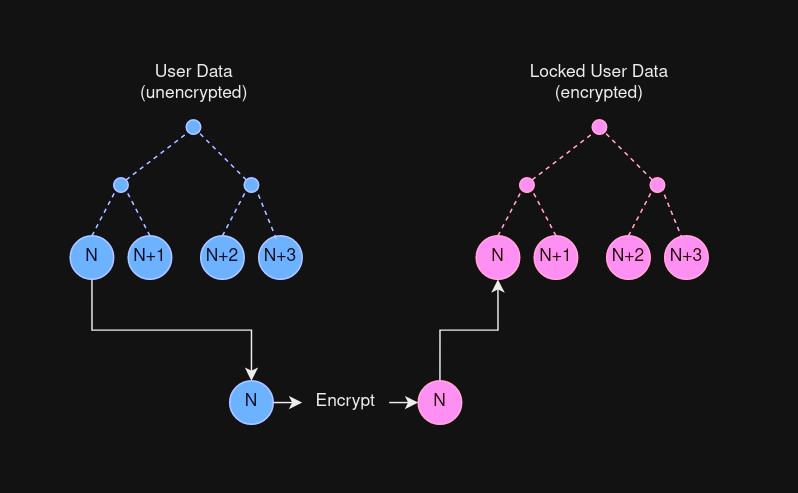 User Data
(unencrypted)
Locked User Data
(encrypted)
N
N+1
N+2
N+3
N
N+1
N+2
N+3
N
Encrypt
N